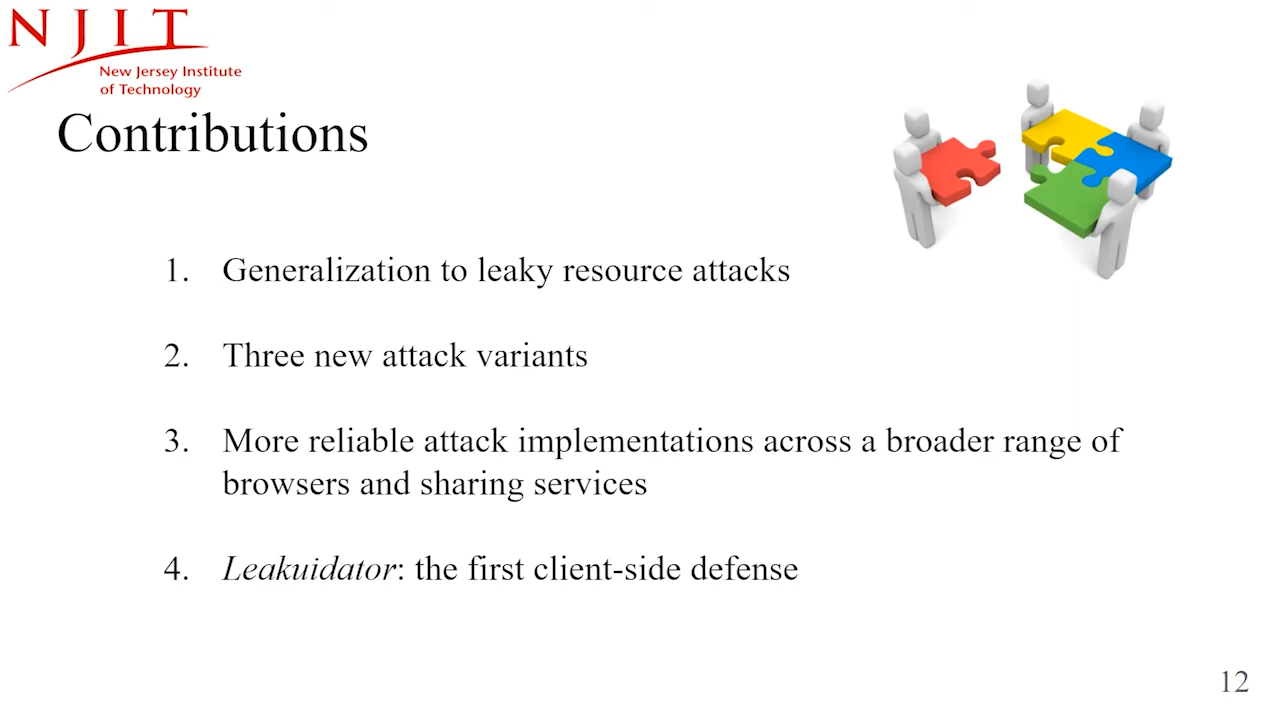 NJIT
New Jersey Institute
of Technology
Contributions
1. Generalization to leaky resource attacks
2. Three new attack variants
3. More reliable attack implementations across a broader range of
browsers and sharing services
4. Leakuidator: the first client-side defense
12